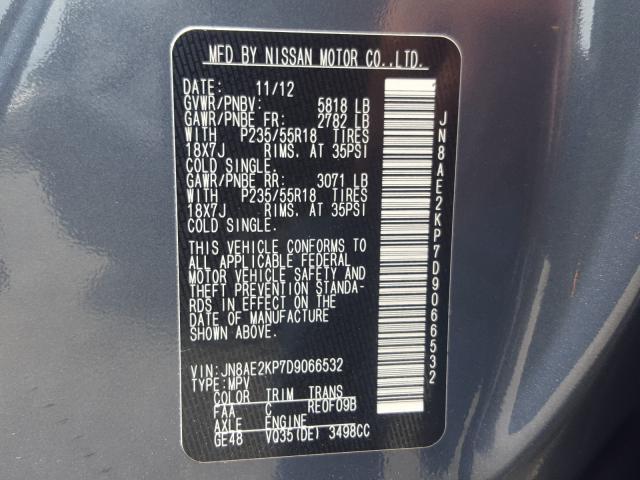 MFD BY NISSAN MOTOR CO.,LTD.
DATE: 11/12
GVWR/PNBV: 5818 LB
GAWR/PNBE FR: 2782 LB
WITH P235/55R18 TIRES
18X7J RIMS. AT 35PSI
COLD SINGLE.
GAWR/PNBE RR: 3071 LB
WITH P235/55R18 TIRES
18X7J RIMS. AT 35PSI
COLD SINGLE.
THIS VEHICLE CONFORMS TO
ALL APPLICABLE FEDERAL
MOTOR VEHICLE SAFETY AND
THEFT PREVENTION STANDA-
RDS IN EFFECT ON THE
DATE OF MANUFACTURE
SHOWN ABOVE.
VIN: JN8AE2KP7D9066532
TYPE: MPV
COLOR TRIM TRANS
FAA C RE0F09B
AXLE ENGINE
GE48 VQ35(DE) 3498CC
JN8AE2KP7D9066532